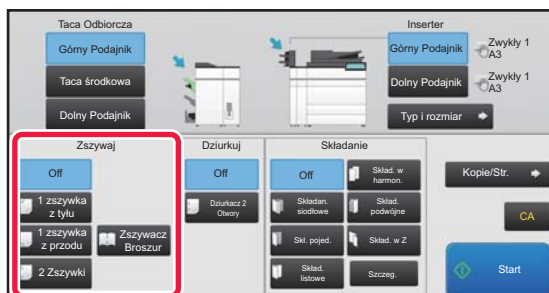 Taca Odbiorcza
Inserter
Górny Podajnik
Górny Podajnik
Zwykły 1
A3
Taca środkowa
Dolny Podajnik
Zwykły 1
A3
Dolny Podajnik
Typ i rozmiar
Zszywaj
Dziurkuj
Składanie
Off
Off
Off
Skład. w
harmon.
Kopie/Str.
1 zszywka
z tyłu
Dziurkacz 2
Otwory
Składan.
siodłowe
Skład.
podwójne
CA
1 zszywka
z przodu
Zszywacz
Broszur
Skł. pojed.
Skład. w Z
2 Zszywki
Skład.
listowe
Szczeg.
Start